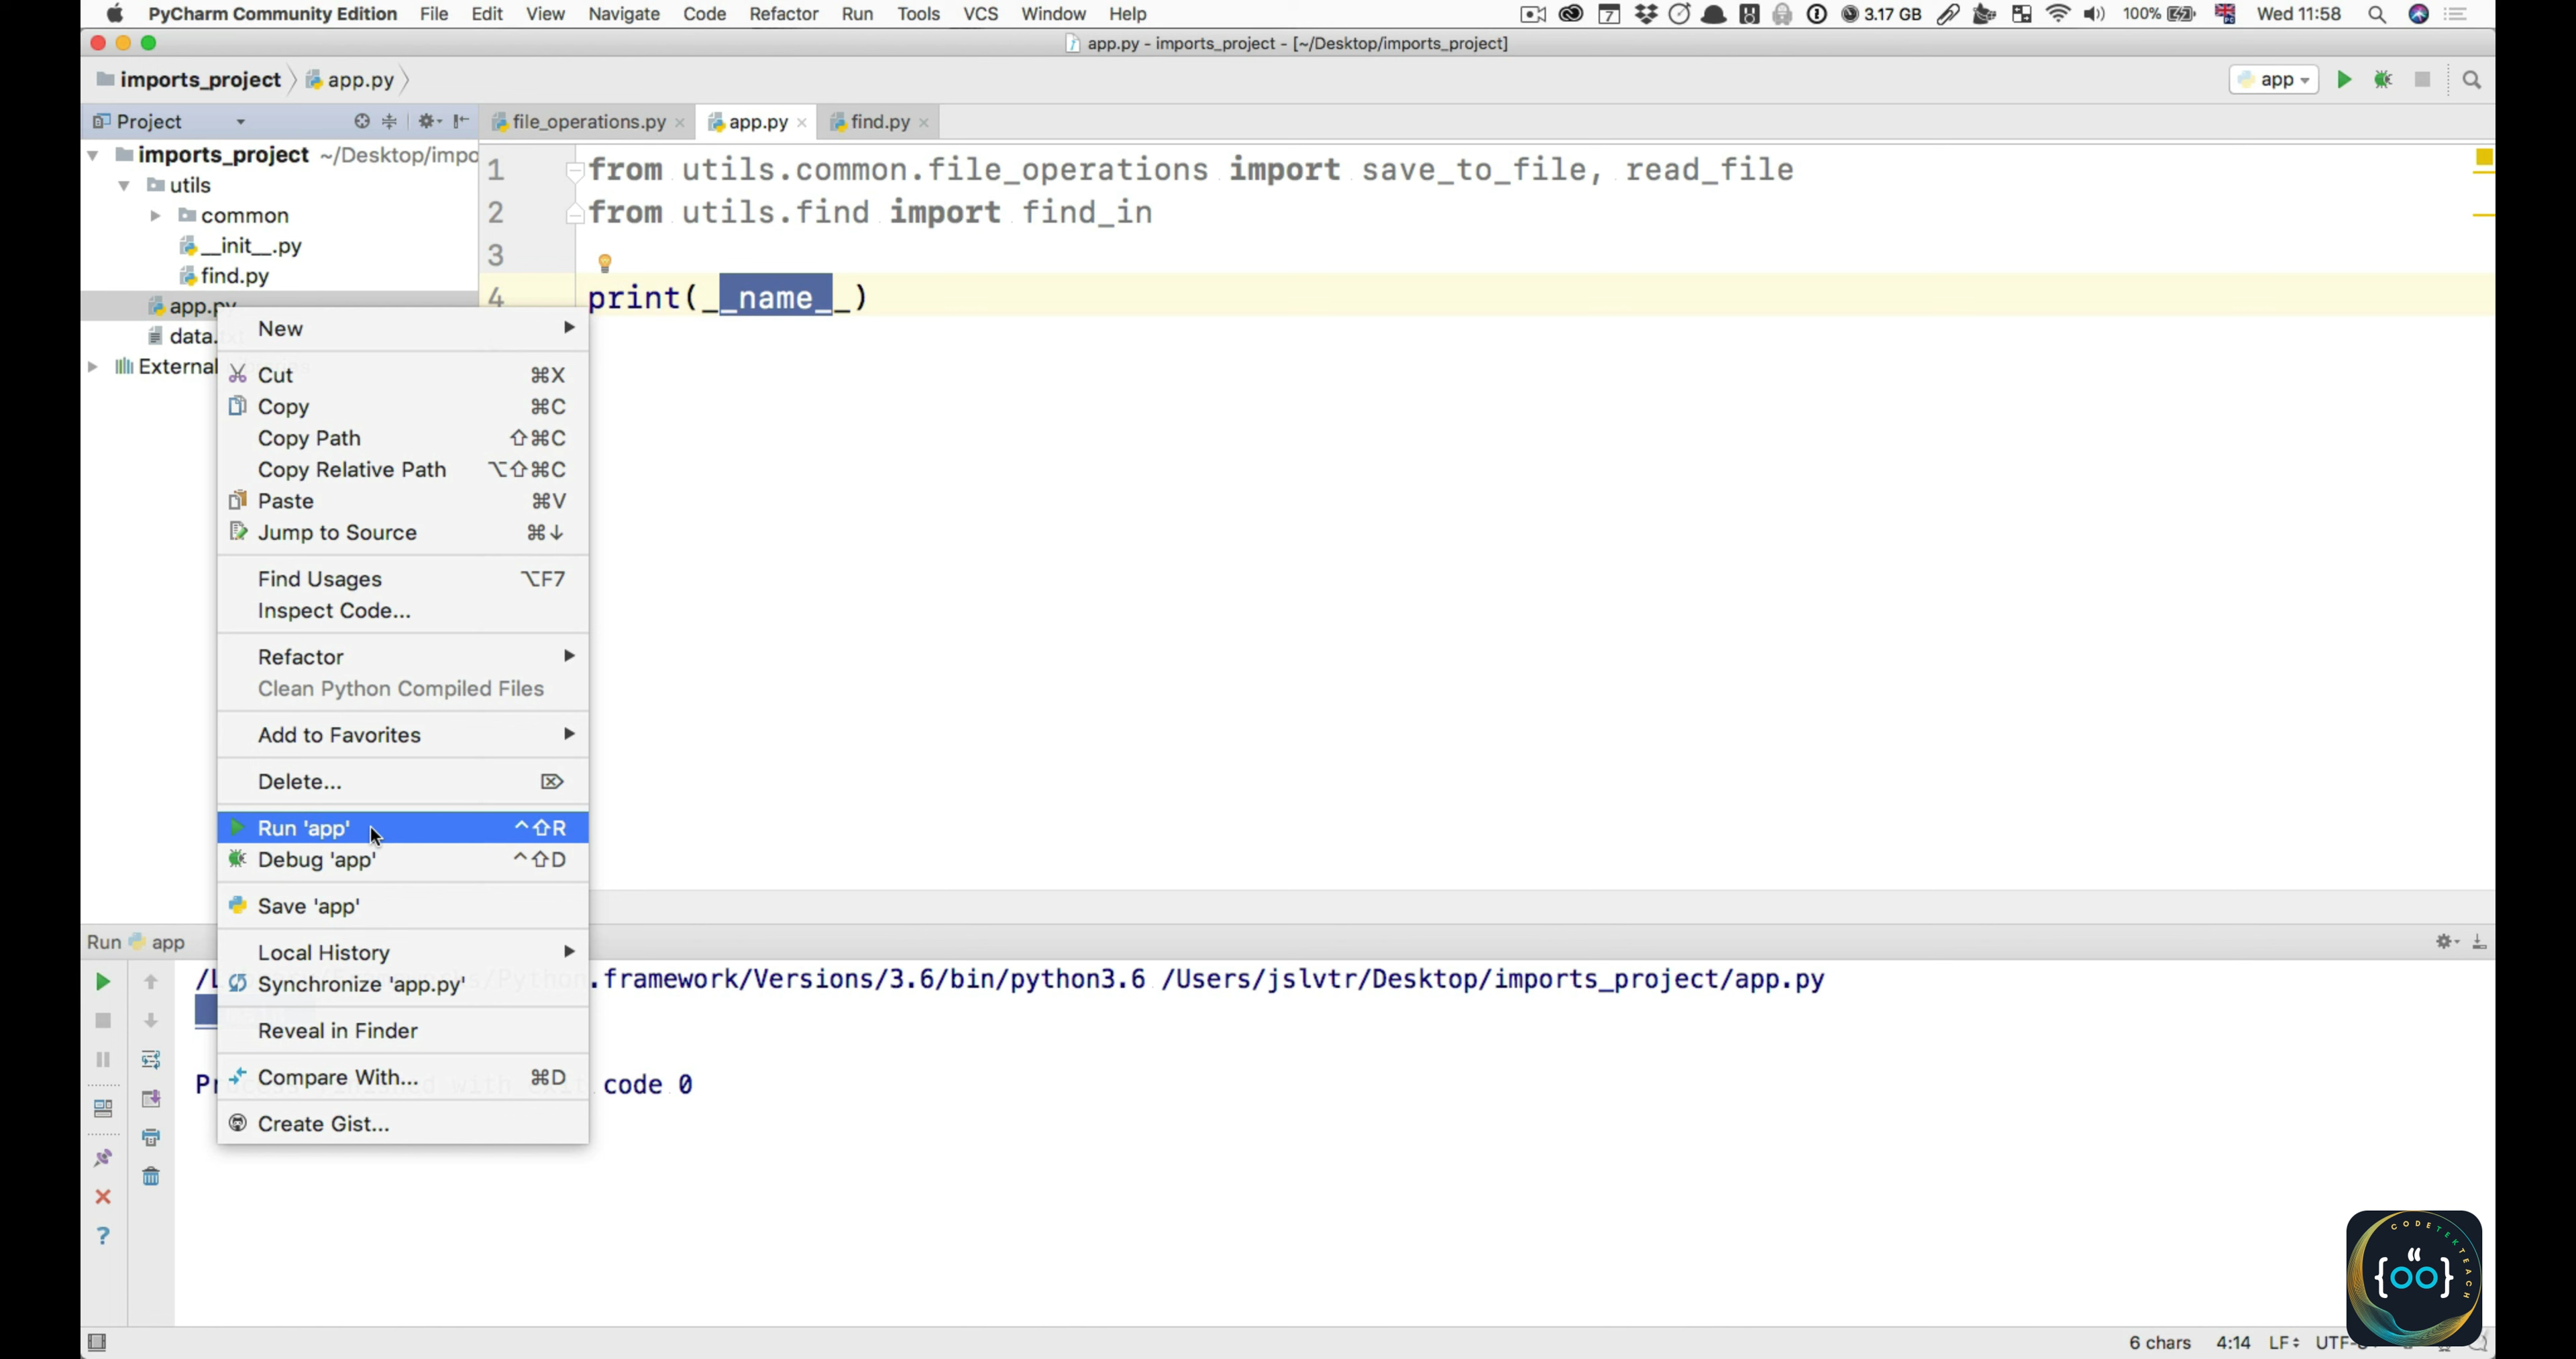 PyCharm Community Edition File Edit View Navigate Code Refactor Run Tools VCS Window Help 7 3.17 GB 100% Wed 11:58
app.py - imports_project - [~/Desktop/imports_project]
imports_project app.py app
Project file_operations.py app.py find.py
imports_project ~/Desktop/impo
utils
common
__init__.py
find.py
app.py
data.
External
1 from utils.common.file_operations import save_to_file, read_file
2 from utils.find import find_in
3
4 print(__name__)
New
Cut ⌘X
Copy ⌘C
Copy Path ⇧⌘C
Copy Relative Path ⌥⇧⌘C
Paste ⌘V
Jump to Source ⌘↓
Find Usages ⌥F7
Inspect Code...
Refactor
Clean Python Compiled Files
Add to Favorites
Delete... ⌦
Run 'app' ^⇧R
Debug 'app' ^⇧D
Save 'app'
Local History
Synchronize 'app.py'
Reveal in Finder
Compare With... ⌘D
Create Gist...
Run app
.framework/Versions/3.6/bin/python3.6 /Users/jslvtr/Desktop/imports_project/app.py
code 0
?
CODETEKTEACH
6 chars 4:14 LF UTF-